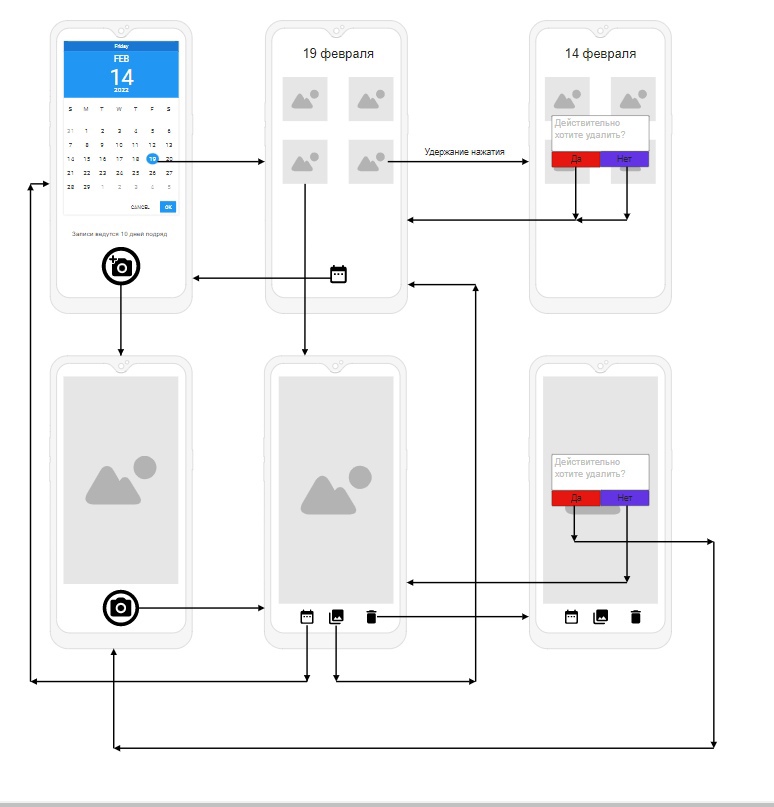 Friday
FEB
14
2022
S M T W T F S
31 1 2 3 4 5 6
7 8 9 10 11 12 13
14 15 16 17 18 19 20
21 22 23 24 25 26 27
28 29 1 2 3 4 5
CANCEL OK
Записи ведутся 10 дней подряд
19 февраля
Удержание нажатия
14 февраля
Действительно
хотите удалить?
Да Нет
Действительно
хотите удалить?
Да Нет